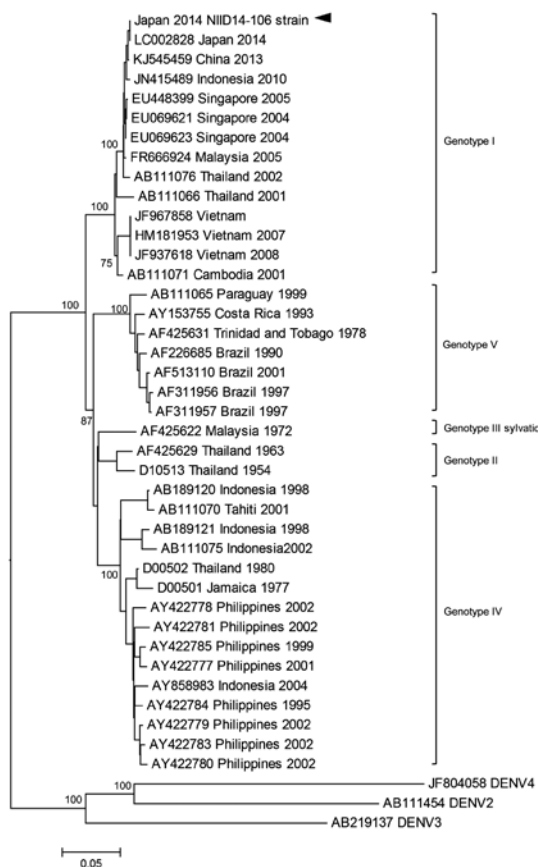 Japan 2014 NIID14-106 strain
LC002828 Japan 2014
KJ545459 China 2013
JN415489 Indonesia 2010
EU448399 Singapore 2005
EU069621 Singapore 2004
EU069623 Singapore 2004
100
FR666924 Malaysia 2005
Genotype I
AB111076 Thailand 2002
AB111066 Thailand 2001
100
JF967858 Vietnam
HM181953 Vietnam 2007
JF937618 Vietnam 2008
75
AB111071 Cambodia 2001
AB111065 Paraguay 1999
100
100
AY153755 Costa Rica 1993
AF425631 Trinidad and Tobago 1978
AF226685 Brazil 1990
Genotype V
AF513110 Brazil 2001
AF311956 Brazil 1997
AF311957 Brazil 1997
87
AF425622 Malaysia 1972
Genotype III sylvatic
AF425629 Thailand 1963
Genotype II
D10513 Thailand 1954
AB189120 Indonesia 1998
AB111070 Tahiti 2001
AB189121 Indonesia 1998
AB111075 Indonesia2002
100
D00502 Thailand 1980
D00501 Jamaica 1977
AY422778 Philippines 2002
Genotype IV
AY422781 Philippines 2002
AY422785 Philippines 1999
AY422777 Philippines 2001
AY858983 Indonesia 2004
AY422784 Philippines 1995
AY422779 Philippines 2002
AY422783 Philippines 2002
AY422780 Philippines 2002
JF804058 DENV4
100
100
AB111454 DENV2
AB219137 DENV3
0.05